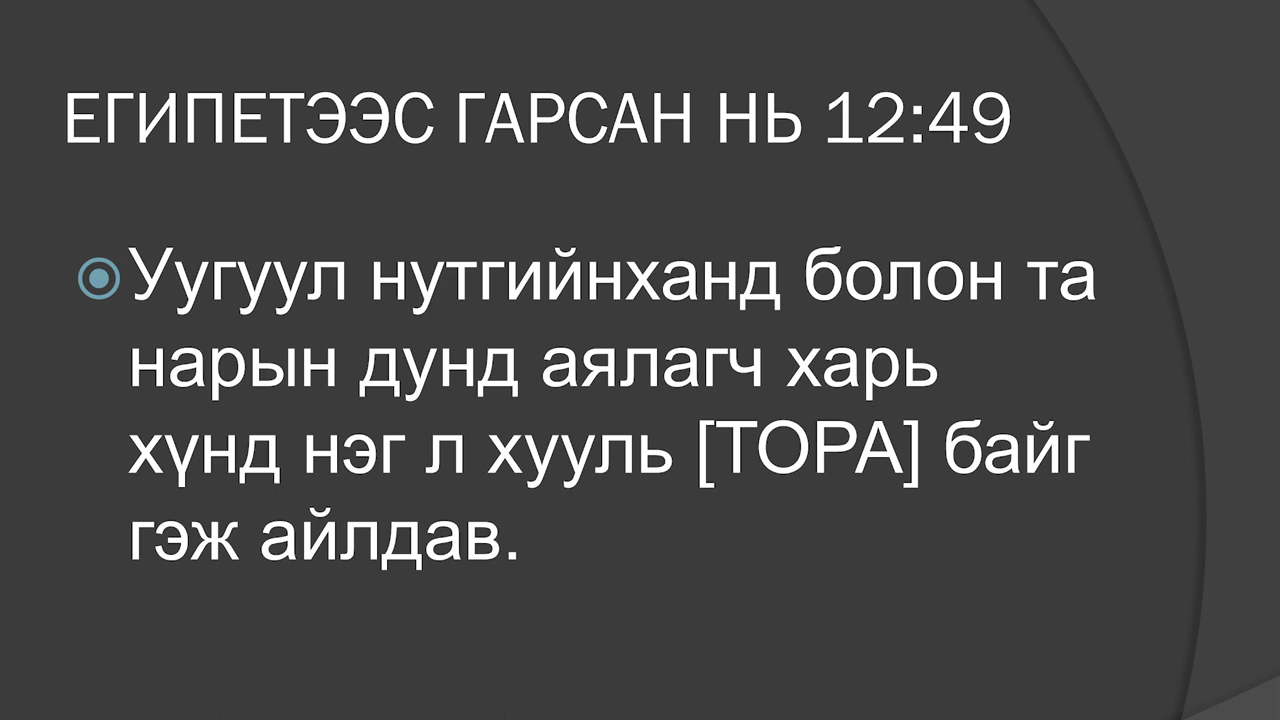 ЕГИПЕТЭЭС ГАРСАН НЬ 12:49
Уугуул нутгийнханд болон та
нарын дунд аялагч харь
хүнд нэг л хууль [ТОРА] байг
гэж айлдав.